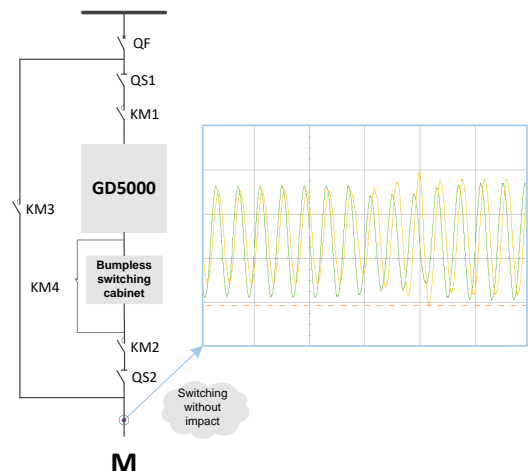 QF
QS1
KM1
GD5000
KM3
Bumpless
switching
cabinet
KM4
KM2
QS2
Switching
without
impact
M